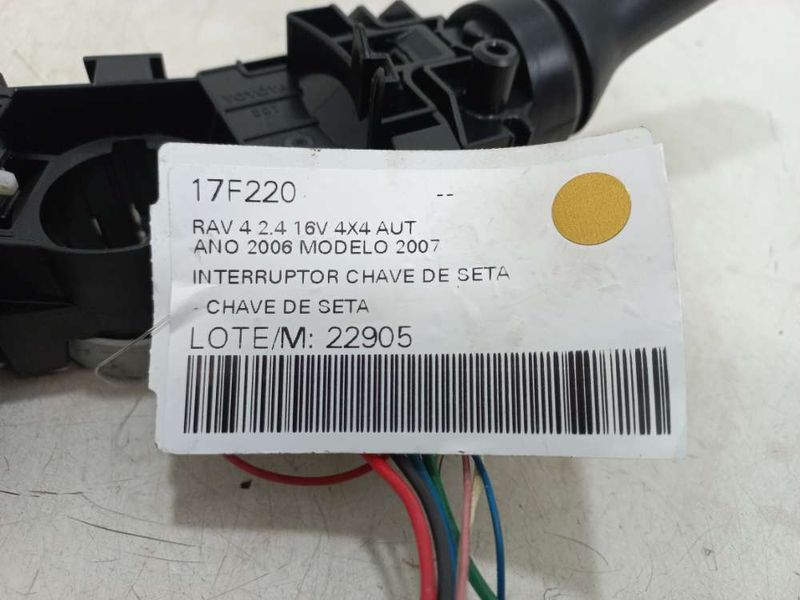 TOYOTA
17F220 --
RAV 4 2.4 16V 4X4 AUT
ANO 2006 MODELO 2007
INTERRUPTOR CHAVE DE SETA
- CHAVE DE SETA
LOTE/M: 22905